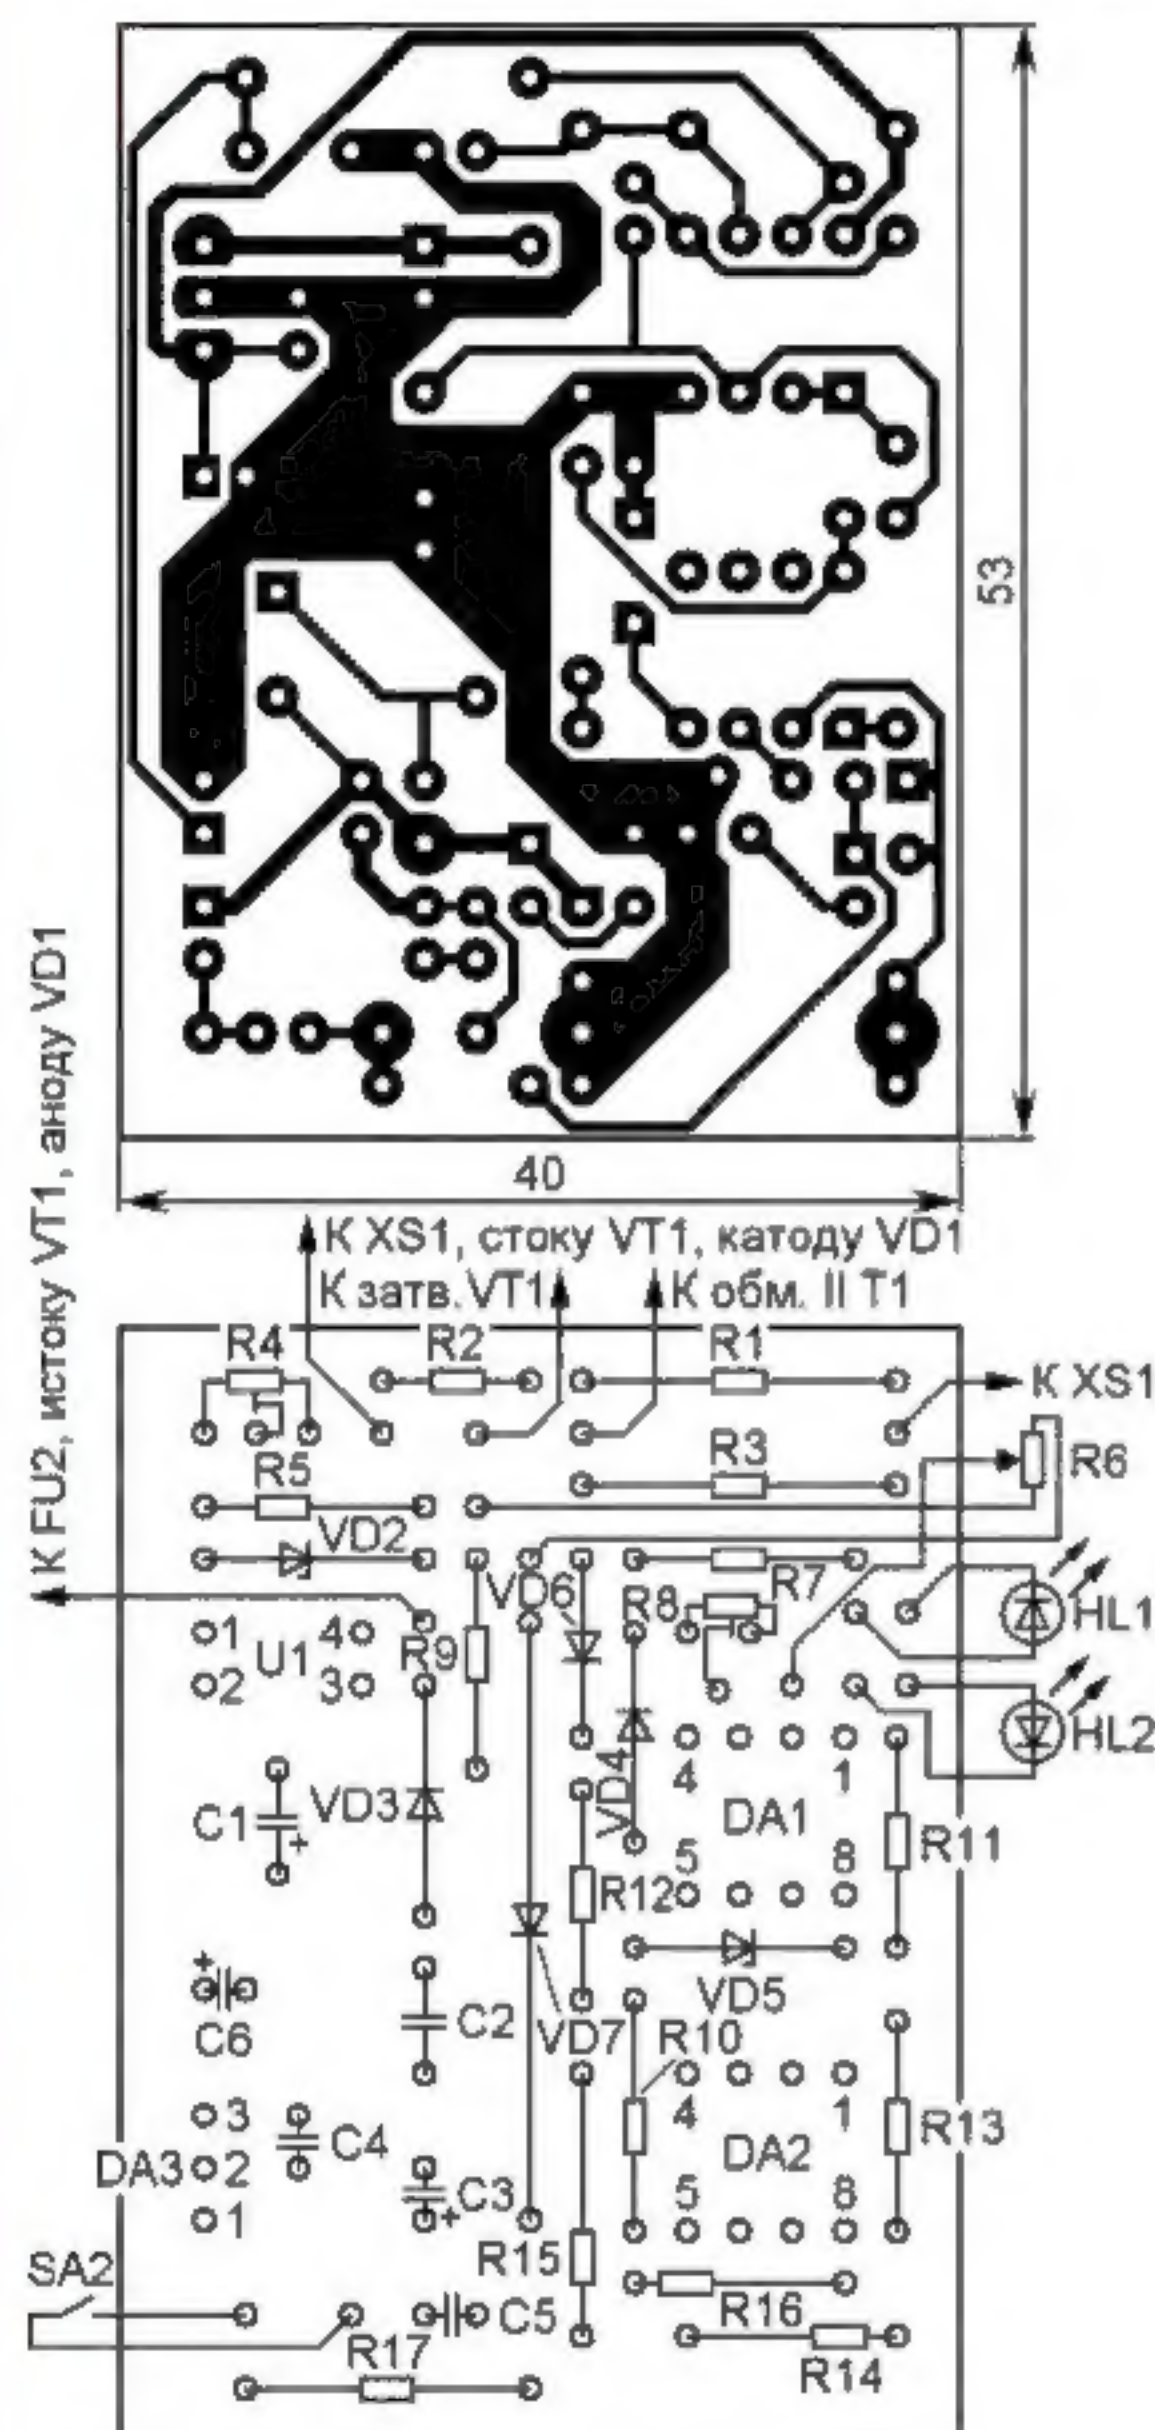 53
40
К FU2, истоку VT1, аноду VD1
К XS1, стоку VT1, катоду VD1
К затв. VT1
К обм. II T1
R4
R2
R1
К XS1
R5
R3
R6
VD2
VD6
R7
R8
HL1
1
U1
4
R9
2
3
HL2
VD4
4
1
C1
+
VD3
DA1
R11
5
8
R12
+
VD5
C6
C2
VD7
R10
3
C4
4
1
R13
DA3
2
DA2
C3
+
5
8
1
R15
SA2
C5
R16
R17
R14